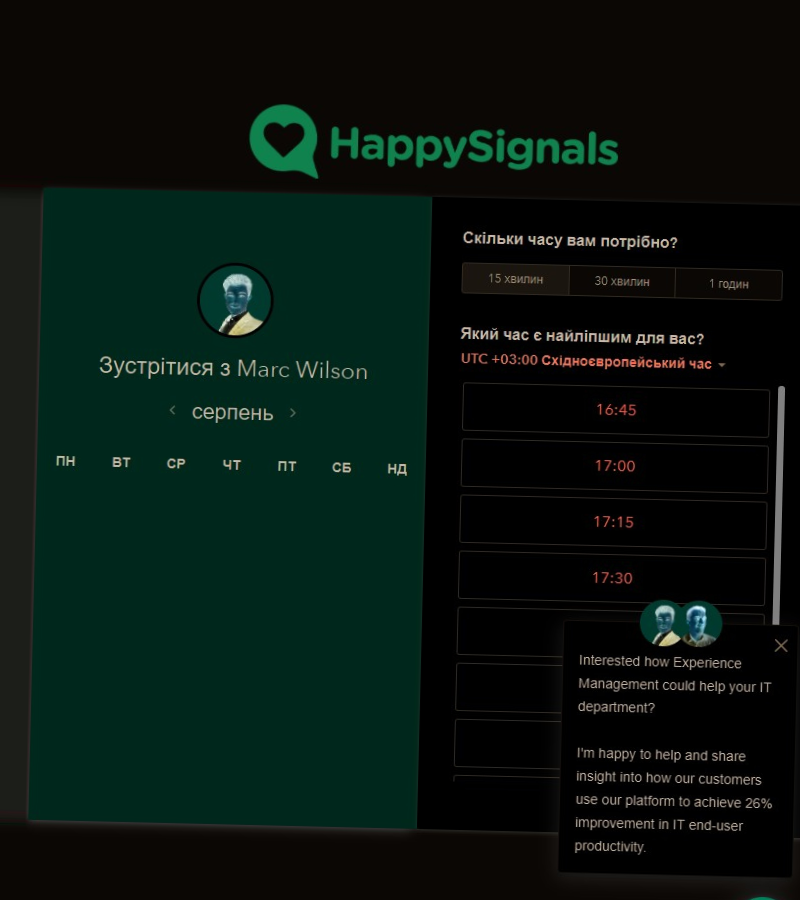 HappySignals
Зустрітися з Marc Wilson
серпень
ПН ВТ СР ЧТ ПТ СБ НД
Скільки часу вам потрібно?
15 хвилин 30 хвилин 1 годин
Який час є найліпшим для вас?
UTC +03:00 Східноєвропейський час
16:45
17:00
17:15
17:30
Interested how Experience
Management could help your IT
department?
I'm happy to help and share
insight into how our customers
use our platform to achieve 26%
improvement in IT end-user
productivity.